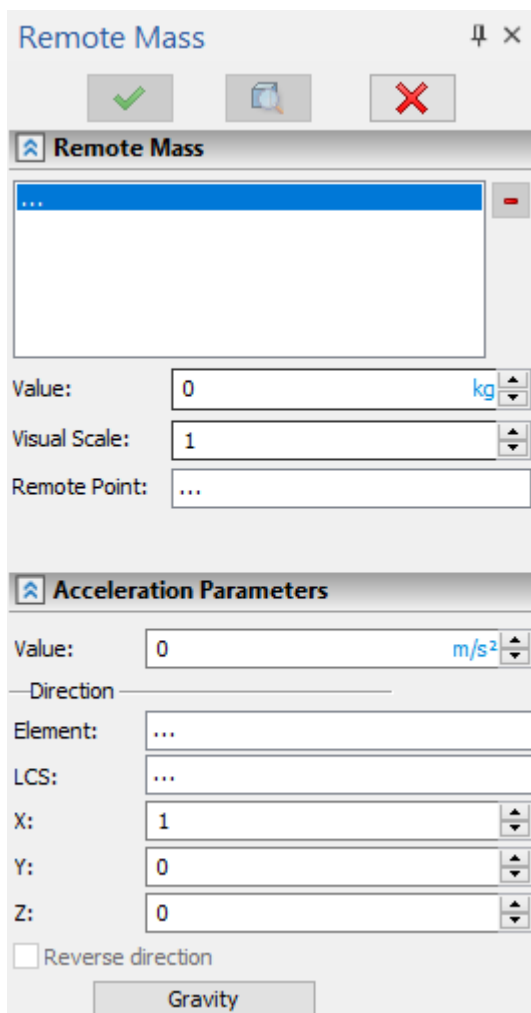 Remote Mass
Remote Mass
...
Value: 0 kg
Visual Scale: 1
Remote Point: ...
Acceleration Parameters
Value: 0 m/s²
Direction
Element: ...
LCS: ...
X: 1
Y: 0
Z: 0
Reverse direction
Gravity